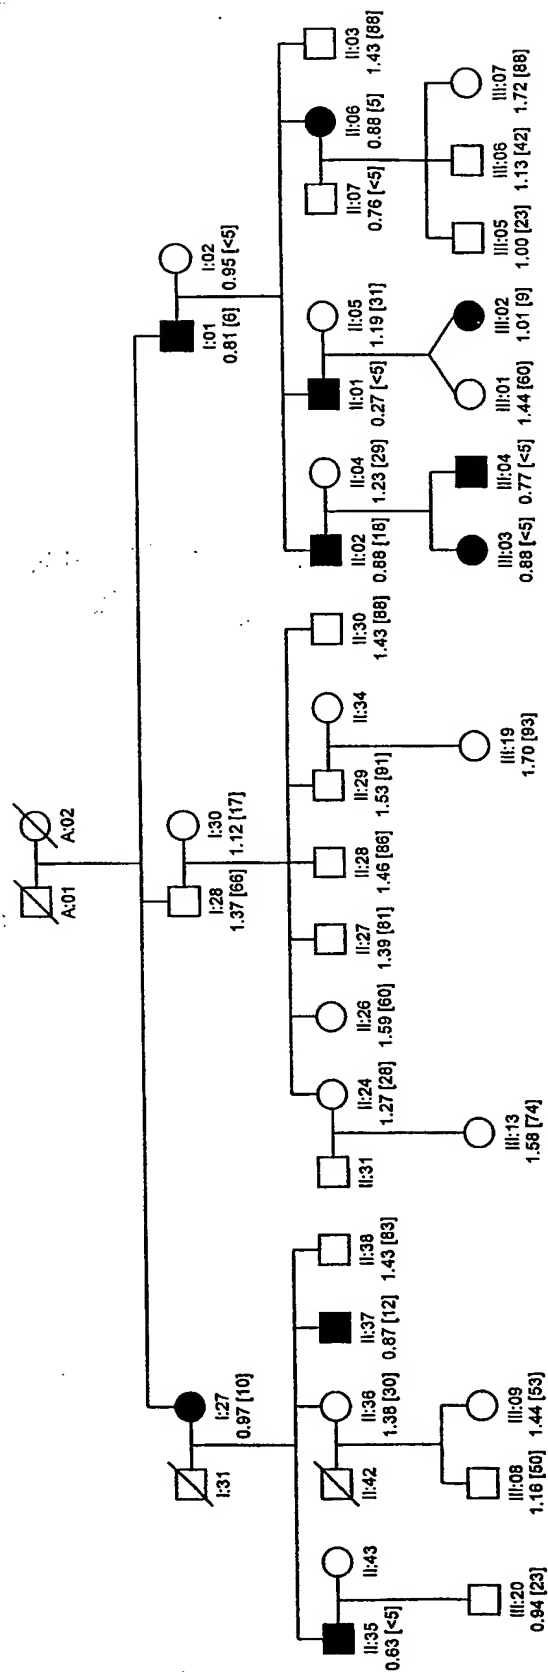 A:01
A:02
I:27
0.97 [10]
I:31
I:28
1.37 [66]
I:30
1.12 [17]
I:01
0.81 [6]
I:02
0.95 [<5]
II:35
0.63 [<5]
II:43
II:42
II:36
1.38 [30]
II:37
0.87 [12]
II:38
1.43 [83]
II:31
II:24
1.27 [28]
II:26
1.59 [60]
II:27
1.39 [81]
II:28
1.46 [86]
II:29
1.53 [91]
II:34
II:30
1.43 [88]
II:02
0.88 [18]
II:04
1.23 [29]
II:01
0.27 [<5]
II:05
1.19 [31]
II:07
0.76 [<5]
II:06
0.88 [5]
II:03
1.43 [88]
III:20
0.94 [23]
III:08
1.16 [50]
III:09
1.44 [53]
III:13
1.58 [74]
III:19
1.70 [93]
III:03
0.88 [<5]
III:04
0.77 [<5]
III:01
1.44 [60]
III:02
1.01 [9]
III:05
1.00 [23]
III:06
1.13 [42]
III:07
1.72 [88]